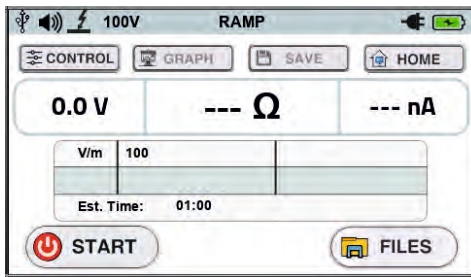 100V RAMP
CONTROL GRAPH SAVE HOME
0.0 V --- Ω --- nA
V/m 100
Est. Time: 01:00
START FILES